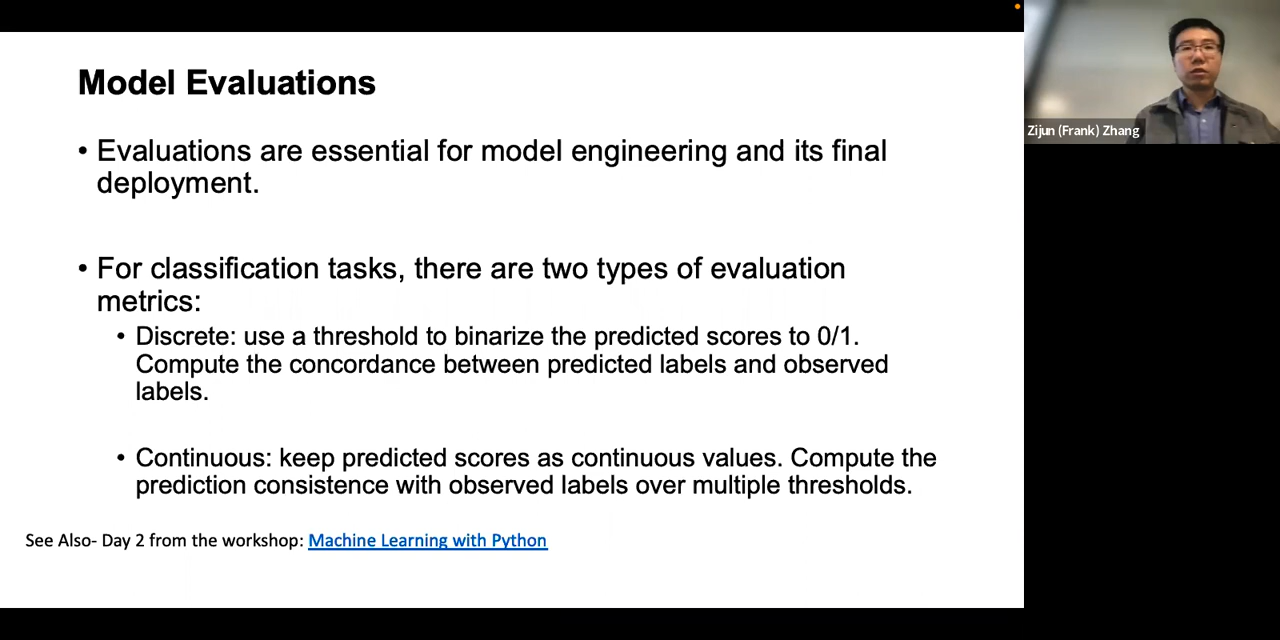 Model Evaluations
• Evaluations are essential for model engineering and its final
deployment.
• For classification tasks, there are two types of evaluation
metrics:
• Discrete: use a threshold to binarize the predicted scores to 0/1.
Compute the concordance between predicted labels and observed
labels.
• Continuous: keep predicted scores as continuous values. Compute the
prediction consistence with observed labels over multiple thresholds.
See Also- Day 2 from the workshop: Machine Learning with Python
Zijun (Frank) Zhang